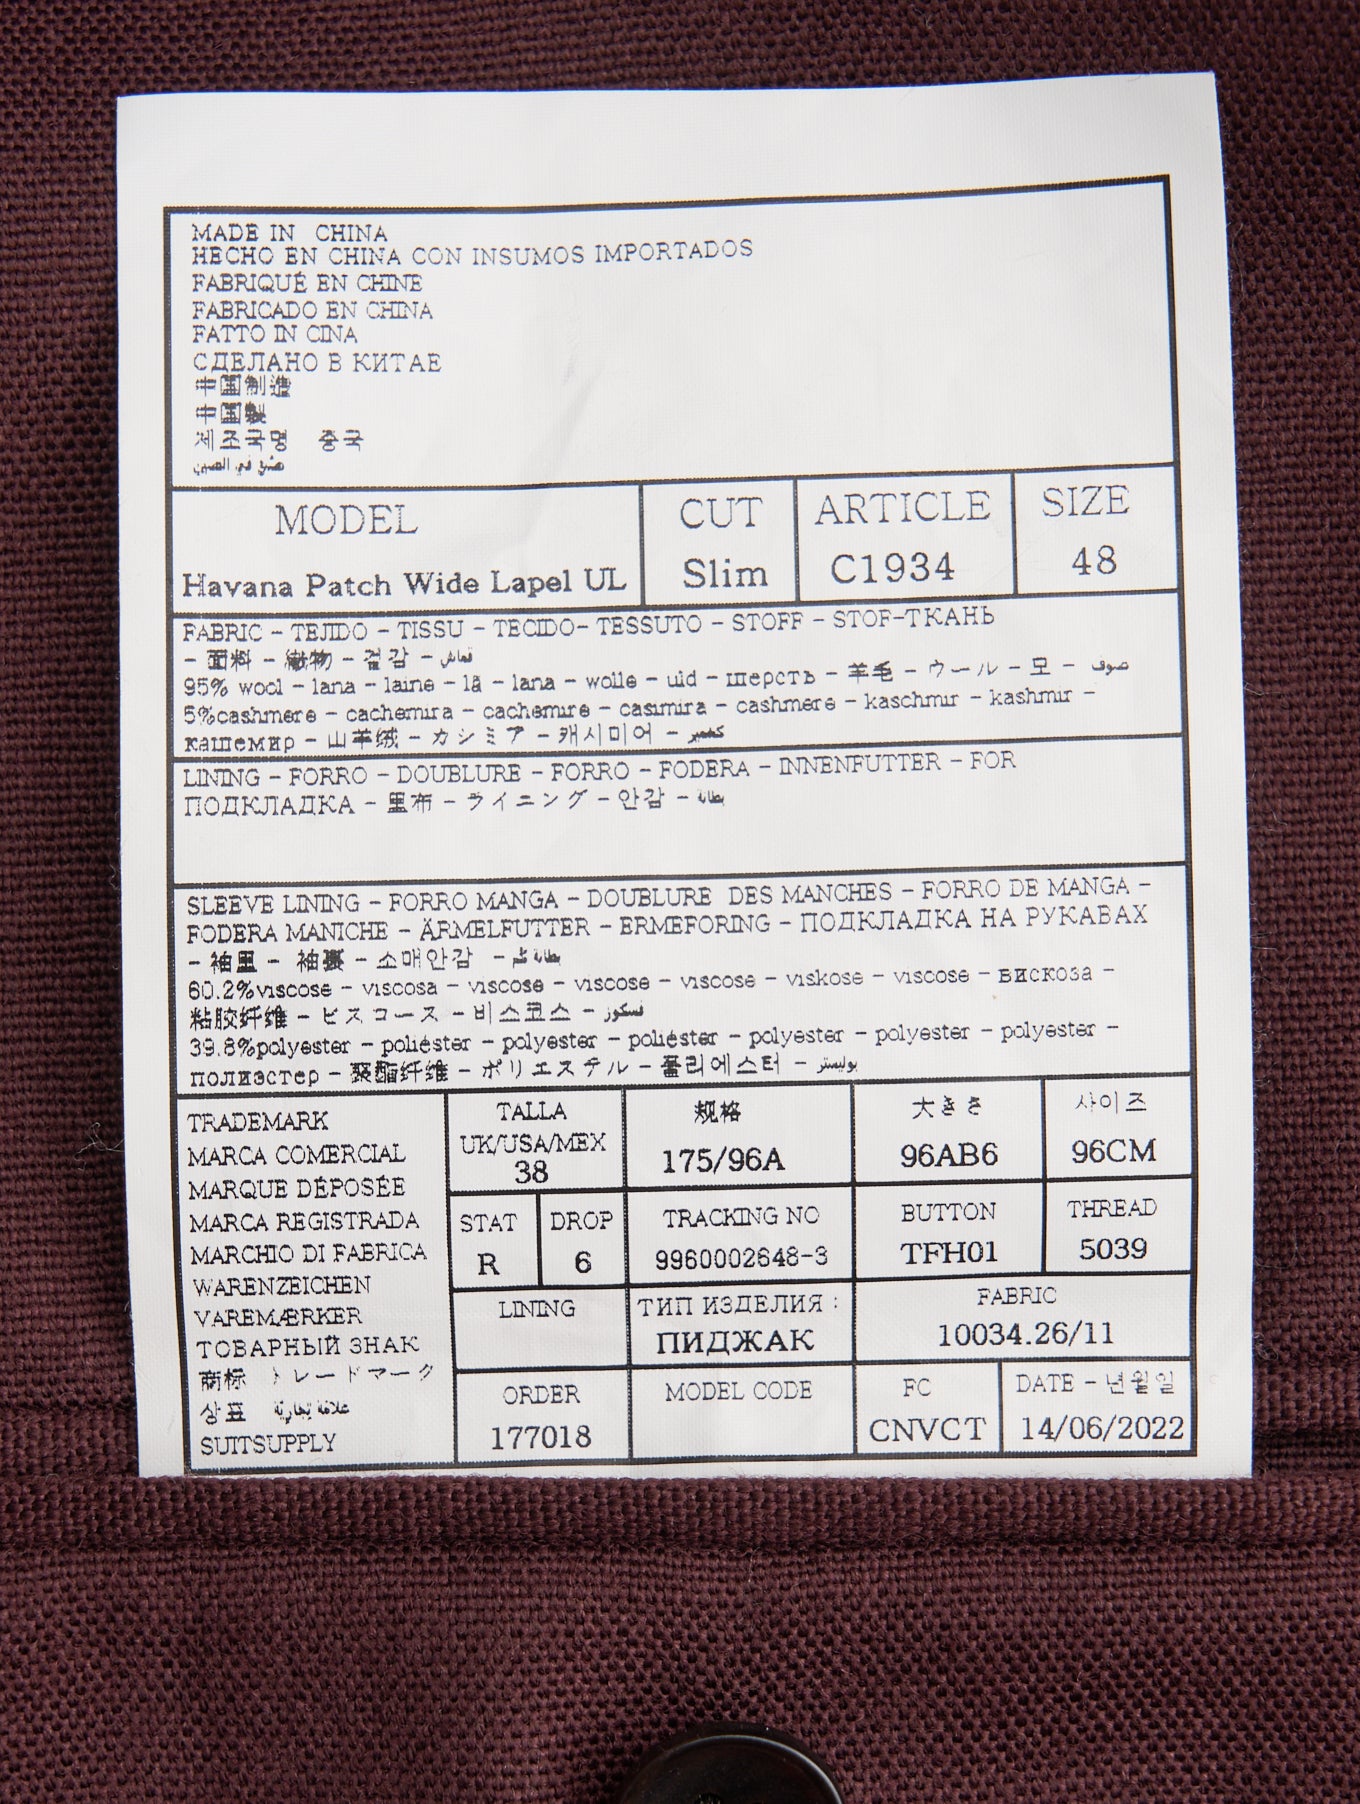 MADE IN CHINA
HECHO EN CHINA CON INSUMOS IMPORTADOS
FABRIQUÉ EN CHINE
FABRICADO EN CHINA
FATTO IN CINA
СДЕЛАНО В КИТАЕ
中国制造
中国製
제조국명 중국
صنع في الصين
MODEL CUT ARTICLE SIZE
Havana Patch Wide Lapel UL Slim C1934 48
FABRIC - TEJIDO - TISSU - TECIDO- TESSUTO - STOFF - STOF-ТКАНЬ
- 面料 - 織物 - 겉감 - قماش
95% wool - lana - laine - lã - lana - wolle - uld - шерсть - 羊毛 - ウール - 모 - صوف
5%cashmere - cachemira - cachemire - casimira - cashmere - kaschmir - kashmir -
кашемир - 山羊绒 - カシミア - 캐시미어 - كشمير
LINING - FORRO - DOUBLURE - FORRO - FODERA - INNENFUTTER - FOR
ПОДКЛАДКА - 里布 - ライニング - 안감 - بطانة
SLEEVE LINING - FORRO MANGA - DOUBLURE DES MANCHES - FORRO DE MANGA -
FODERA MANICHE - ÄRMELFUTTER - ERMEFORING - ПОДКЛАДКА НА РУКАВАХ
- 袖里 - 袖裏 - 소매안감 - بطانة كم
60.2%viscose - viscosa - viscose - viscose - viscose - viskose - viscose - вискоза -
粘胶纤维 - ビスコース - 비스코스 - فسكوز
39.8%polyester - poliéster - polyester - poliéster - polyester - polyester - polyester -
полиэстер - 聚酯纤维 - ポリエステル - 폴리에스터 - بوليستر
TRADEMARK
MARCA COMERCIAL
MARQUE DÉPOSÉE
MARCA REGISTRADA
MARCHIO DI FABRICA
WARENZEICHEN
VAREMÆRKER
ТОВАРНЫЙ ЗНАК
商标 トレードマーク
상표 علامة تجارية
SUITSUPPLY
TALLA 规格 大きさ 사이즈
UK/USA/MEX
38 175/96A 96AB6 96CM
STAT DROP TRACKING NO BUTTON THREAD
R 6 9960002648-3 TFH01 5039
LINING ТИП ИЗДЕЛИЯ : FABRIC
ПИДЖАК 10034.26/11
ORDER MODEL CODE FC DATE - 년월일
177018 CNVCT 14/06/2022